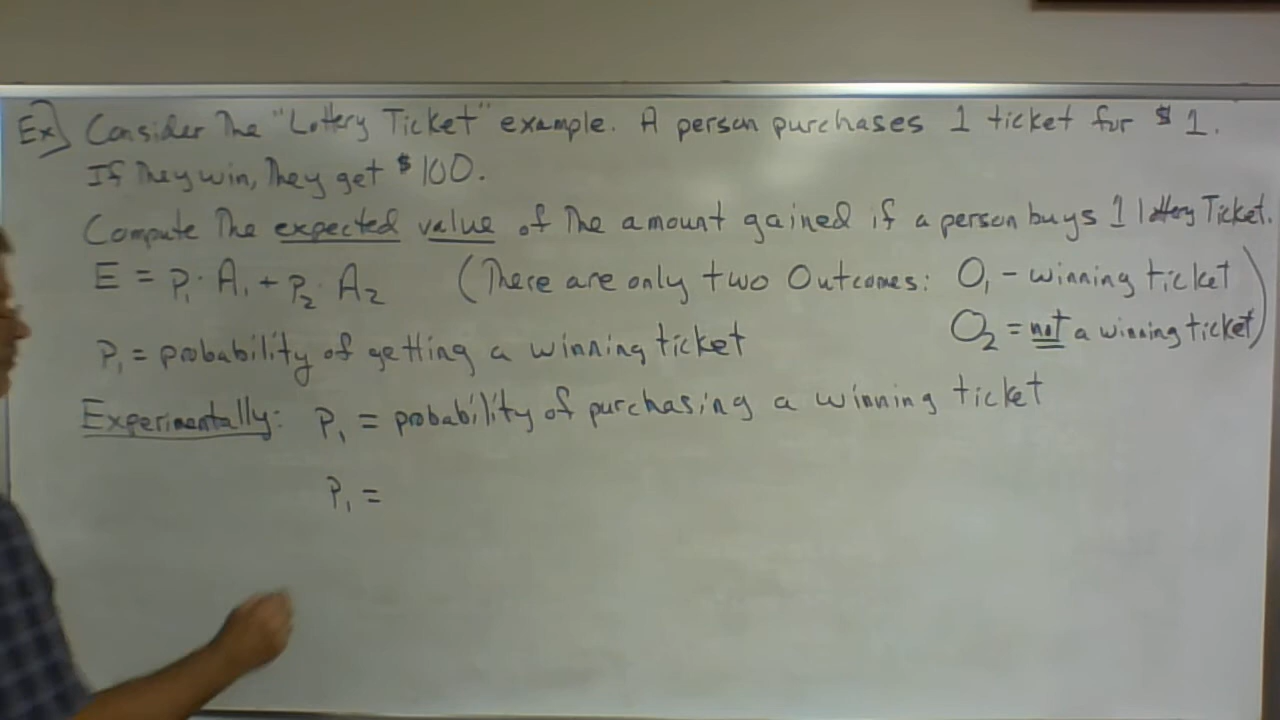 Ex) Consider The "Lottery Ticket" example. A person purchases 1 ticket for $1.
If They win, They get $100.
Compute The expected value of The amount gained if a person buys 1 lottery Ticket.
E = P₁·A₁ + P₂·A₂ (There are only two Outcomes: O₁ - winning ticket
O₂ = not a winning ticket)
P₁ = probability of getting a winning ticket
Experimentally: P₁ = probability of purchasing a winning ticket
P₁ =